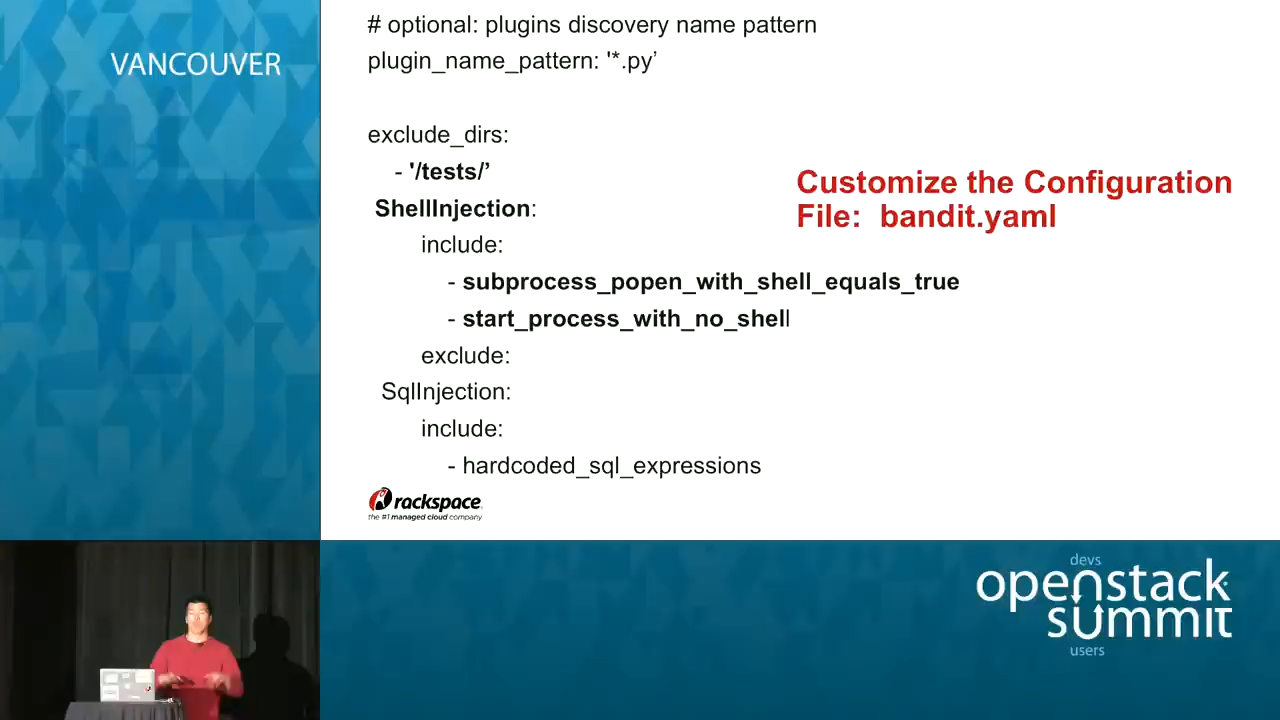 VANCOUVER
# optional: plugins discovery name pattern
plugin_name_pattern: '*.py’
exclude_dirs:
- '/tests/’
ShellInjection:
include:
- subprocess_popen_with_shell_equals_true
- start_process_with_no_shell
exclude:
SqlInjection:
include:
- hardcoded_sql_expressions
Customize the Configuration
File: bandit.yaml
rackspace
the #1 managed cloud company
devs
openstack
summit
users